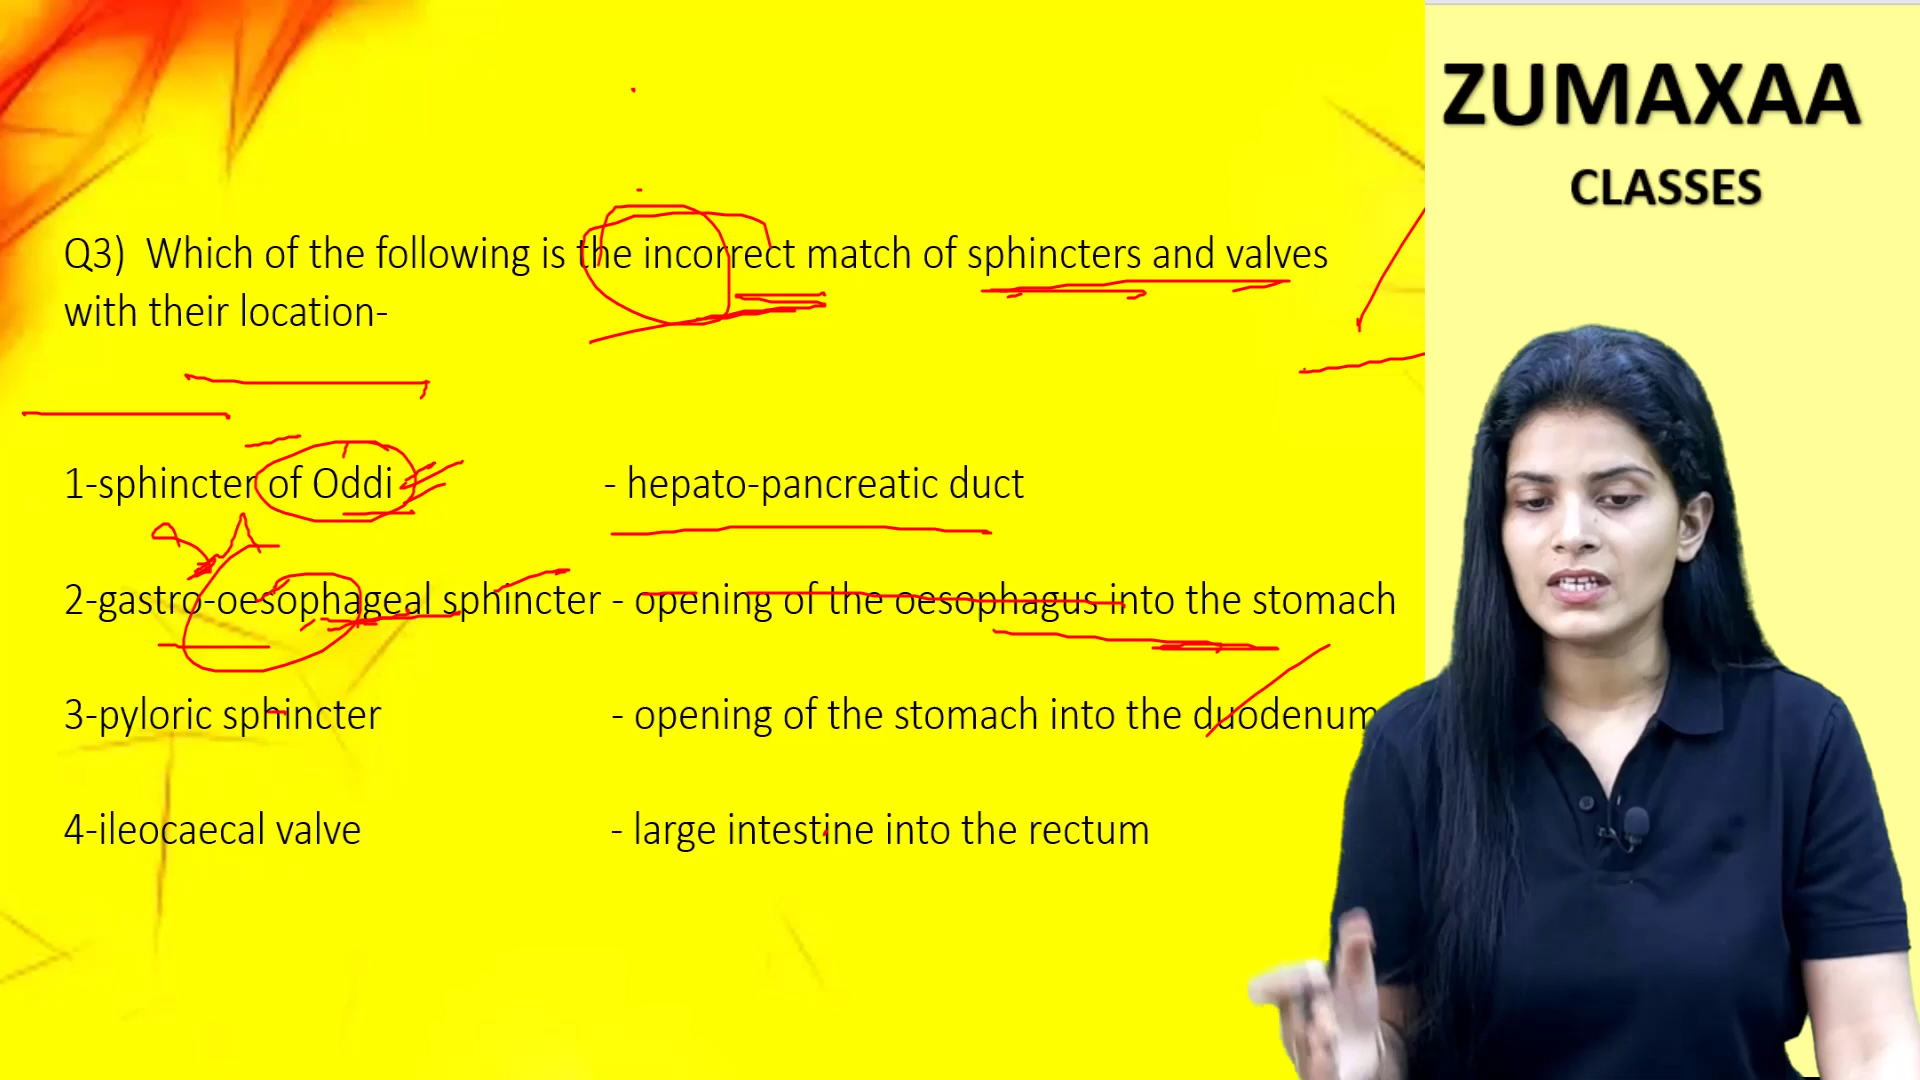 ZUMAXAA
CLASSES
Q3) Which of the following is the incorrect match of sphincters and valves
with their location-
1-sphincter of Oddi - hepato-pancreatic duct
2-gastro-oesophageal sphincter - opening of the oesophagus into the stomach
3-pyloric sphincter - opening of the stomach into the duodenum
4-ileocaecal valve - large intestine into the rectum